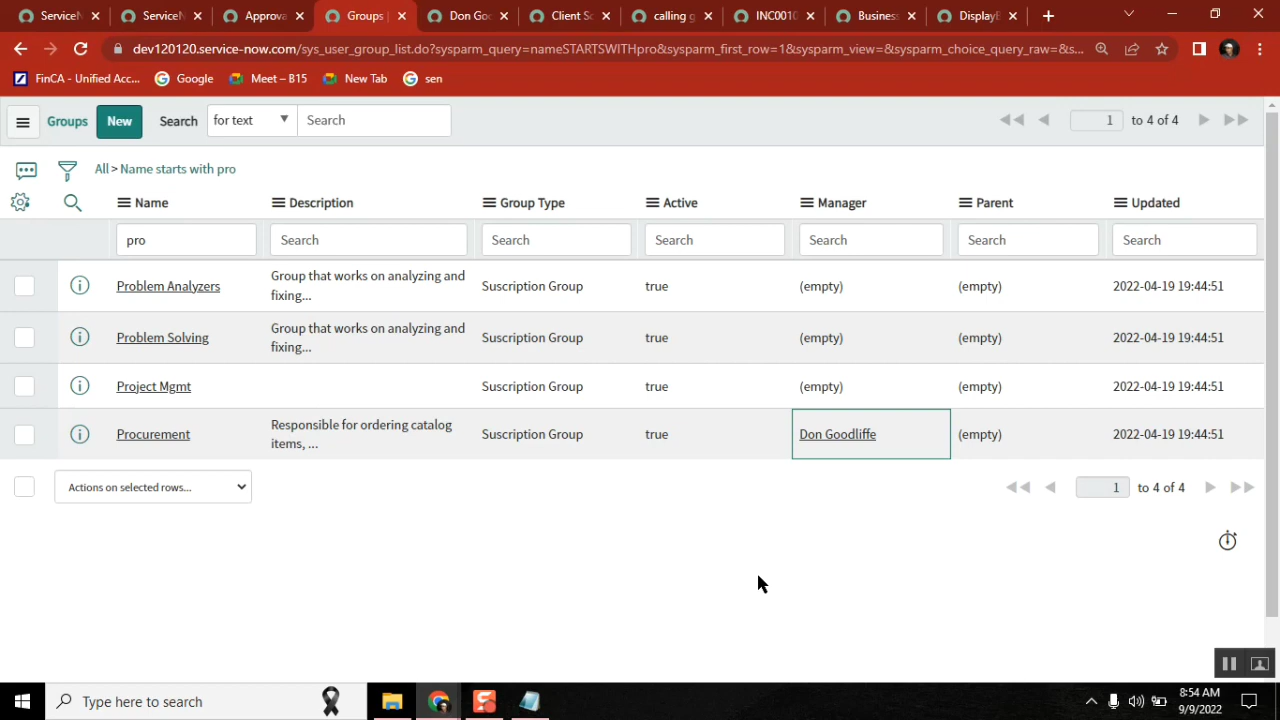 ServiceN
ServiceN
Approva
Groups |
Don Goo
Client Sc
calling g
INC0010
Business
DisplayB
dev120120.service-now.com/sys_user_group_list.do?sysparm_query=nameSTARTSWITHpro&sysparm_first_row=1&sysparm_view=&sysparm_choice_query_raw=&s...
FinCA - Unified Acc...
Google
Meet – B15
New Tab
sen
Groups
New
Search
for text
Search
1 to 4 of 4
All > Name starts with pro
Name Description Group Type Active Manager Parent Updated
pro Search Search Search Search Search Search
Problem Analyzers Group that works on analyzing and fixing... Suscription Group true (empty) (empty) 2022-04-19 19:44:51
Problem Solving Group that works on analyzing and fixing... Suscription Group true (empty) (empty) 2022-04-19 19:44:51
Project Mgmt Suscription Group true (empty) (empty) 2022-04-19 19:44:51
Procurement Responsible for ordering catalog items, ... Suscription Group true Don Goodliffe (empty) 2022-04-19 19:44:51
Actions on selected rows...
1 to 4 of 4
Type here to search
8:54 AM
9/9/2022